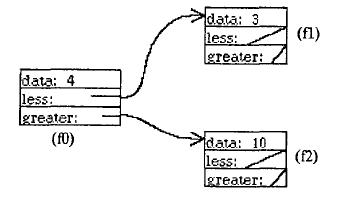 data: 3
less:
greater:
(f1)
data: 4
less:
greater:
(f0)
data: 10
less:
greater:
(f2)